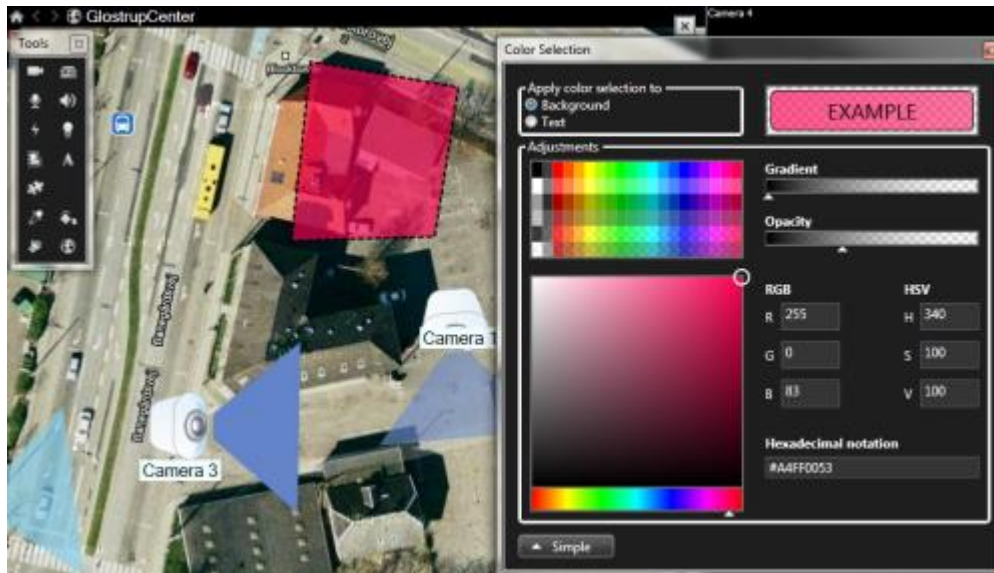 GlostrupCenter
Camera 4
Tools
Color Selection
Apply color selection to
Background
Text
EXAMPLE
Adjustments
Gradient
Opacity
RGB
HSV
R 255
H 340
G 0
S 100
B 83
V 100
Hexadecimal notation
#A4FF0053
Simple
A
Camera 1
Camera 3